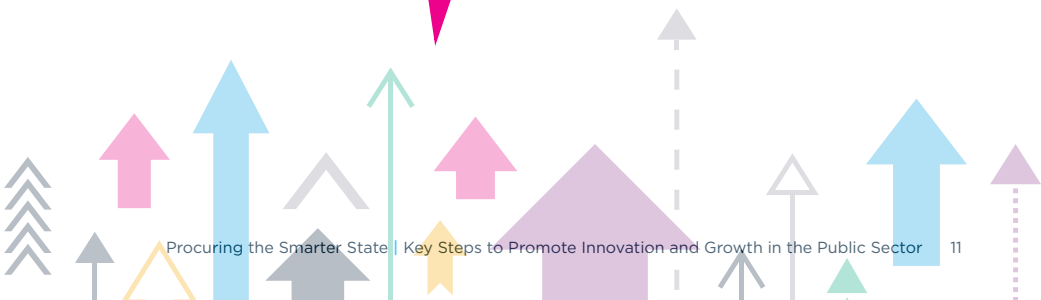 Procuring the Smarter State | Key Steps to Promote Innovation and Growth in the Public Sector 11